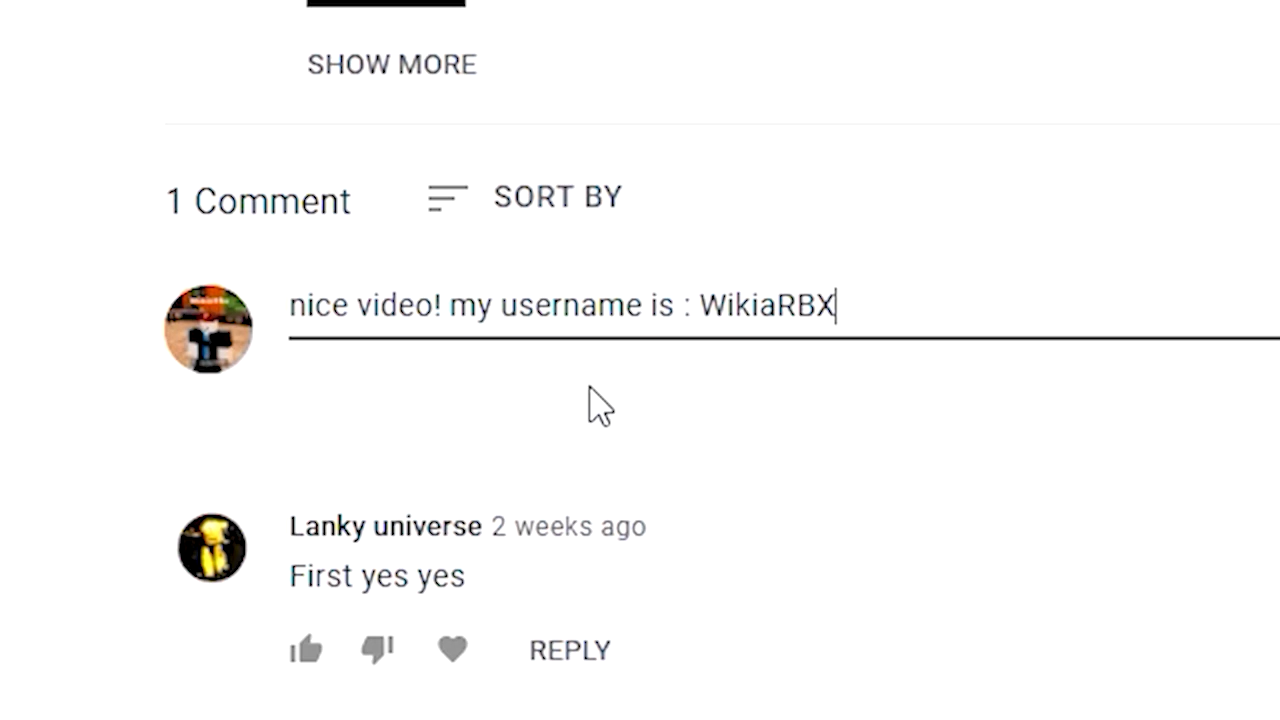 SHOW MORE
1 Comment SORT BY
nice video! my username is : WikiaRBX
Lanky universe 2 weeks ago
First yes yes
REPLY